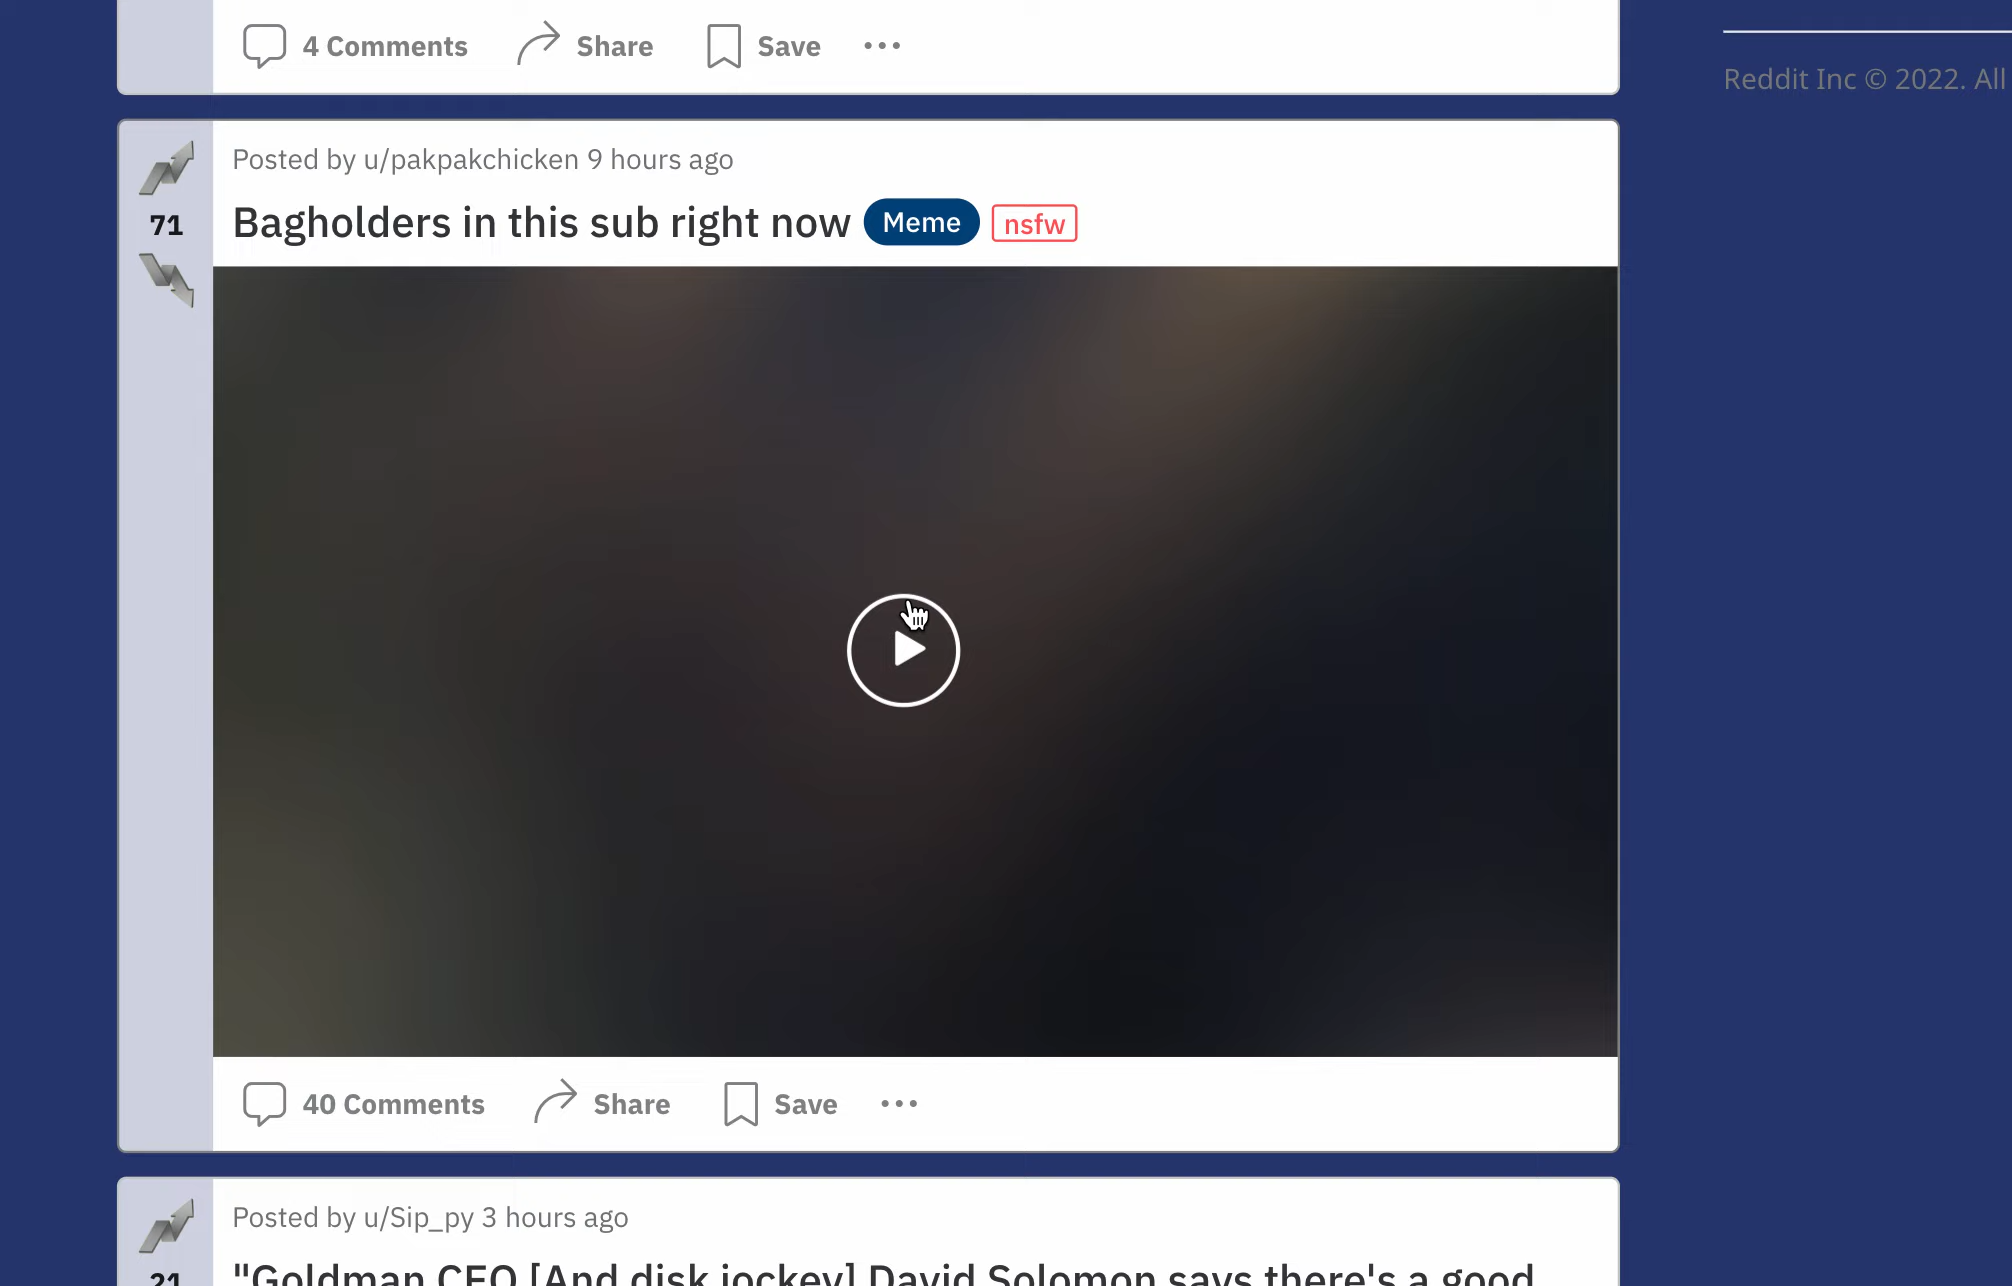 4 Comments Share Save
Reddit Inc © 2022. All
Posted by u/pakpakchicken 9 hours ago
71
Bagholders in this sub right now Meme nsfw
40 Comments Share Save
Posted by u/Sip_py 3 hours ago
21
"Goldman CEO [And disk jockey] David Solomon says there's a good